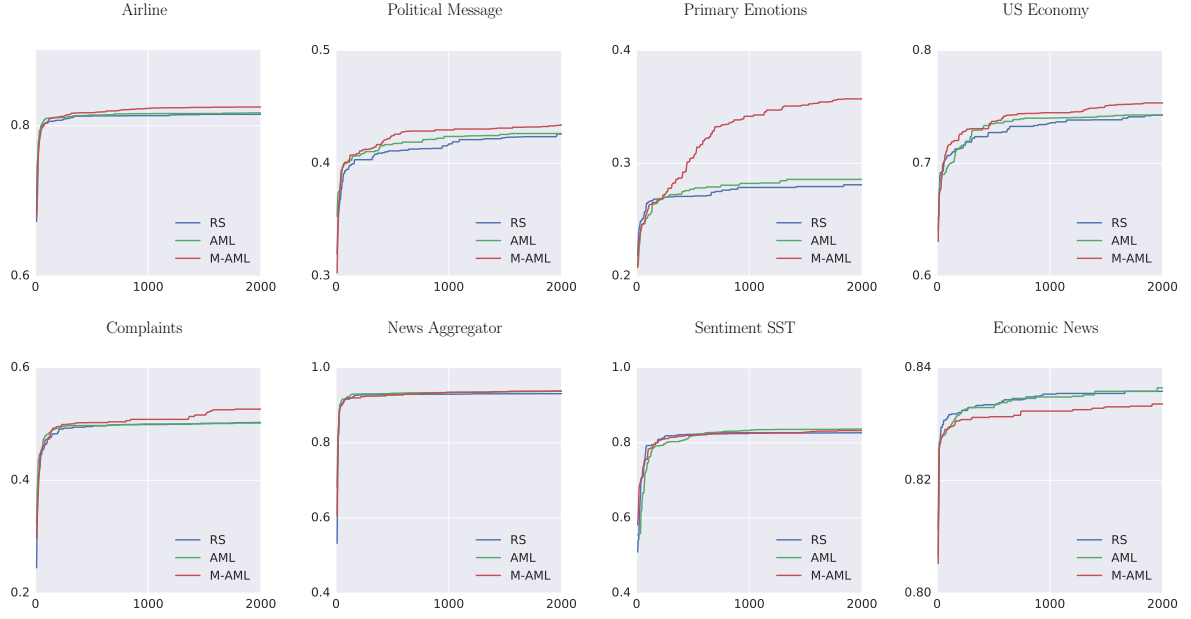 Airline
0.8
0.6
0
1000
2000
RS
AML
M-AML
Political Message
0.5
0.4
0.3
0
1000
2000
RS
AML
M-AML
Primary Emotions
0.4
0.3
0.2
0
1000
2000
RS
AML
M-AML
US Economy
0.8
0.7
0.6
0
1000
2000
RS
AML
M-AML
Complaints
0.6
0.4
0.2
0
1000
2000
RS
AML
M-AML
News Aggregator
1.0
0.8
0.6
0.4
0
1000
2000
RS
AML
M-AML
Sentiment SST
1.0
0.8
0.6
0.4
0
1000
2000
RS
AML
M-AML
Economic News
0.84
0.82
0.80
0
1000
2000
RS
AML
M-AML